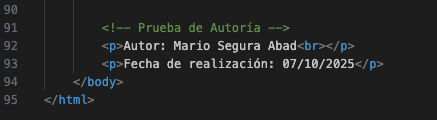 90
91 <!-- Prueba de Autoría -->
92 <p>Autor: Mario Segura Abad<br></p>
93 <p>Fecha de realización: 07/10/2025</p>
94 </body>
95 </html>